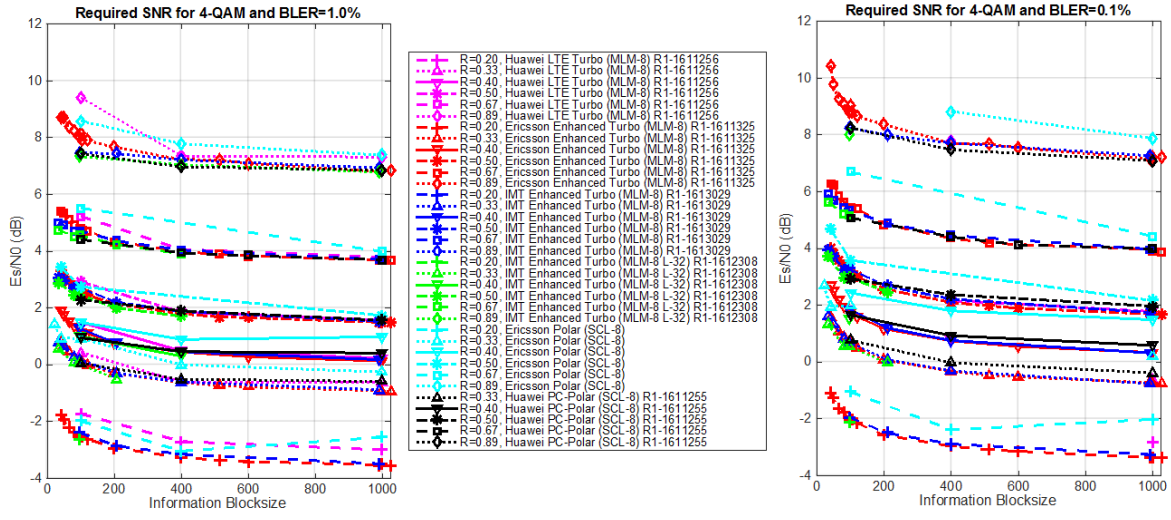 Required SNR for 4-QAM and BLER=1.0%
12
10
8
6
4
2
0
-2
-4
Es/N0 (dB)
0
200
400
600
800
1000
Information Blocksize
R=0.20, Huawei LTE Turbo (MLM-8) R1-1611256
R=0.33, Huawei LTE Turbo (MLM-8) R1-1611256
R=0.40, Huawei LTE Turbo (MLM-8) R1-1611256
R=0.50, Huawei LTE Turbo (MLM-8) R1-1611256
R=0.67, Huawei LTE Turbo (MLM-8) R1-1611256
R=0.89, Huawei LTE Turbo (MLM-8) R1-1611256
R=0.20, Ericsson Enhanced Turbo (MLM-8) R1-1611325
R=0.33, Ericsson Enhanced Turbo (MLM-8) R1-1611325
R=0.40, Ericsson Enhanced Turbo (MLM-8) R1-1611325
R=0.50, Ericsson Enhanced Turbo (MLM-8) R1-1611325
R=0.67, Ericsson Enhanced Turbo (MLM-8) R1-1611325
R=0.89, Ericsson Enhanced Turbo (MLM-8) R1-1611325
R=0.20, IMT Enhanced Turbo (MLM-8) R1-1613029
R=0.33, IMT Enhanced Turbo (MLM-8) R1-1613029
R=0.40, IMT Enhanced Turbo (MLM-8) R1-1613029
R=0.50, IMT Enhanced Turbo (MLM-8) R1-1613029
R=0.67, IMT Enhanced Turbo (MLM-8) R1-1613029
R=0.89, IMT Enhanced Turbo (MLM-8) R1-1613029
R=0.20, IMT Enhanced Turbo (MLM-8 L-32) R1-1612308
R=0.33, IMT Enhanced Turbo (MLM-8 L-32) R1-1612308
R=0.40, IMT Enhanced Turbo (MLM-8 L-32) R1-1612308
R=0.50, IMT Enhanced Turbo (MLM-8 L-32) R1-1612308
R=0.67, IMT Enhanced Turbo (MLM-8 L-32) R1-1612308
R=0.89, IMT Enhanced Turbo (MLM-8 L-32) R1-1612308
R=0.20, Ericsson Polar (SCL-8)
R=0.33, Ericsson Polar (SCL-8)
R=0.40, Ericsson Polar (SCL-8)
R=0.50, Ericsson Polar (SCL-8)
R=0.67, Ericsson Polar (SCL-8)
R=0.89, Ericsson Polar (SCL-8)
R=0.33, Huawei PC-Polar (SCL-8) R1-1611255
R=0.40, Huawei PC-Polar (SCL-8) R1-1611255
R=0.50, Huawei PC-Polar (SCL-8) R1-1611255
R=0.67, Huawei PC-Polar (SCL-8) R1-1611255
R=0.89, Huawei PC-Polar (SCL-8) R1-1611255
Required SNR for 4-QAM and BLER=0.1%
12
10
8
6
4
2
0
-2
-4
Es/N0 (dB)
0
200
400
600
800
1000
Information Blocksize